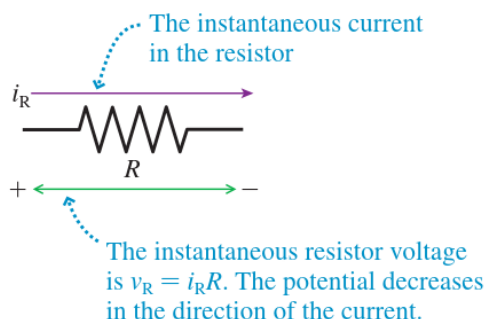 The instantaneous current
in the resistor
iR
R
+ −
The instantaneous resistor voltage
is vR = iRR. The potential decreases
in the direction of the current.